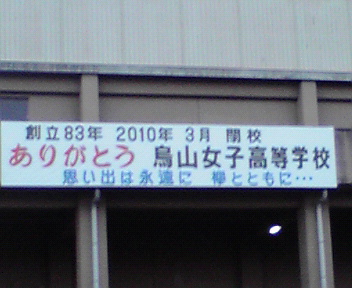 創立83年 2010年 3月 閉校
ありがとう 烏山女子高等学校
思い出は永遠に 欅とともに…